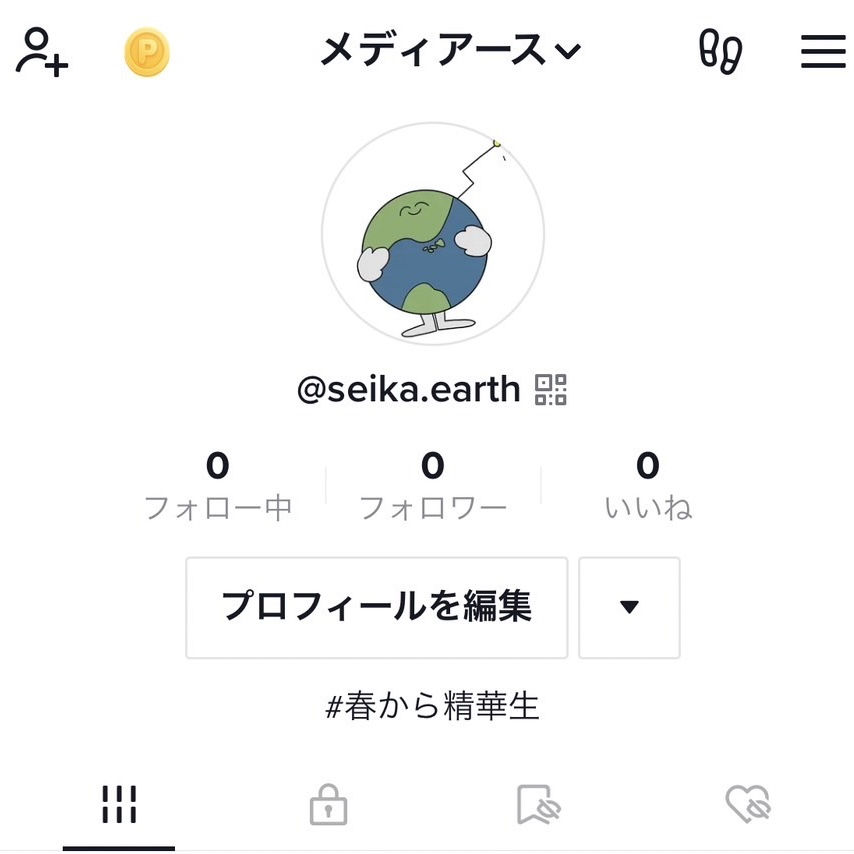 P
メディアース
@seika.earth
0
0
0
フォロー中
フォロワー
いいね
プロフィールを編集
#春から精華生